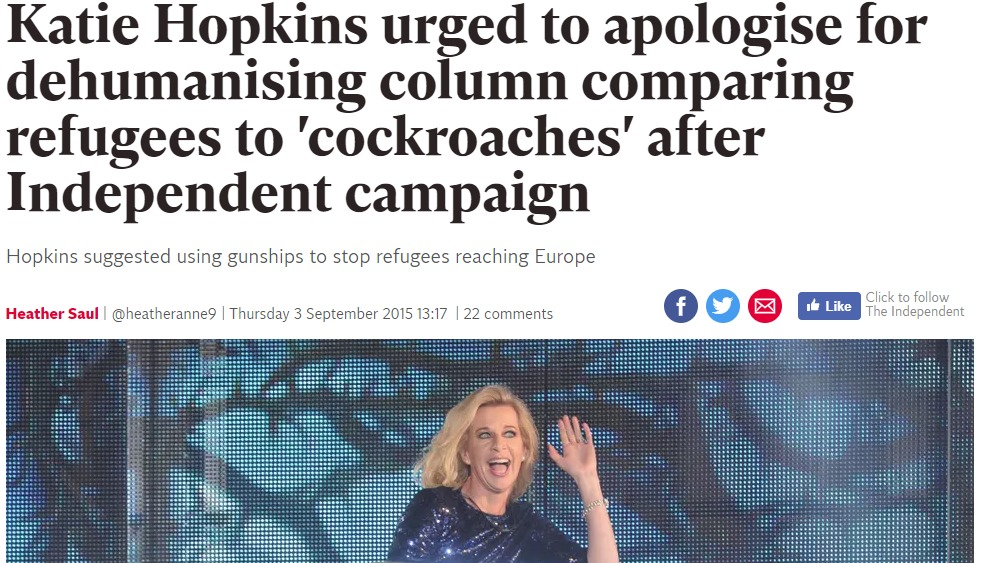 Katie Hopkins urged to apologise for
dehumanising column comparing
refugees to 'cockroaches' after
Independent campaign
Hopkins suggested using gunships to stop refugees reaching Europe
Heather Saul | @heatheranne9 | Thursday 3 September 2015 13:17 | 22 comments
f
Like
Click to follow
The Independent